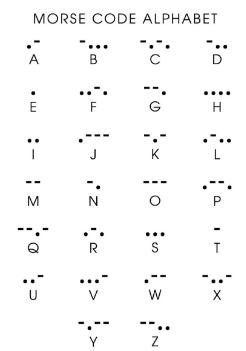 MORSE CODE ALPHABET
.- -... -.-. -..
A B C D
. ..-. --. ....
E F G H
.. .--- -.- .-..
I J K L
-- -. --- .--.
M N O P
--.- .-. ... -
Q R S T
..- ...- .-- -..-
U V W X
-.-- --..
Y Z